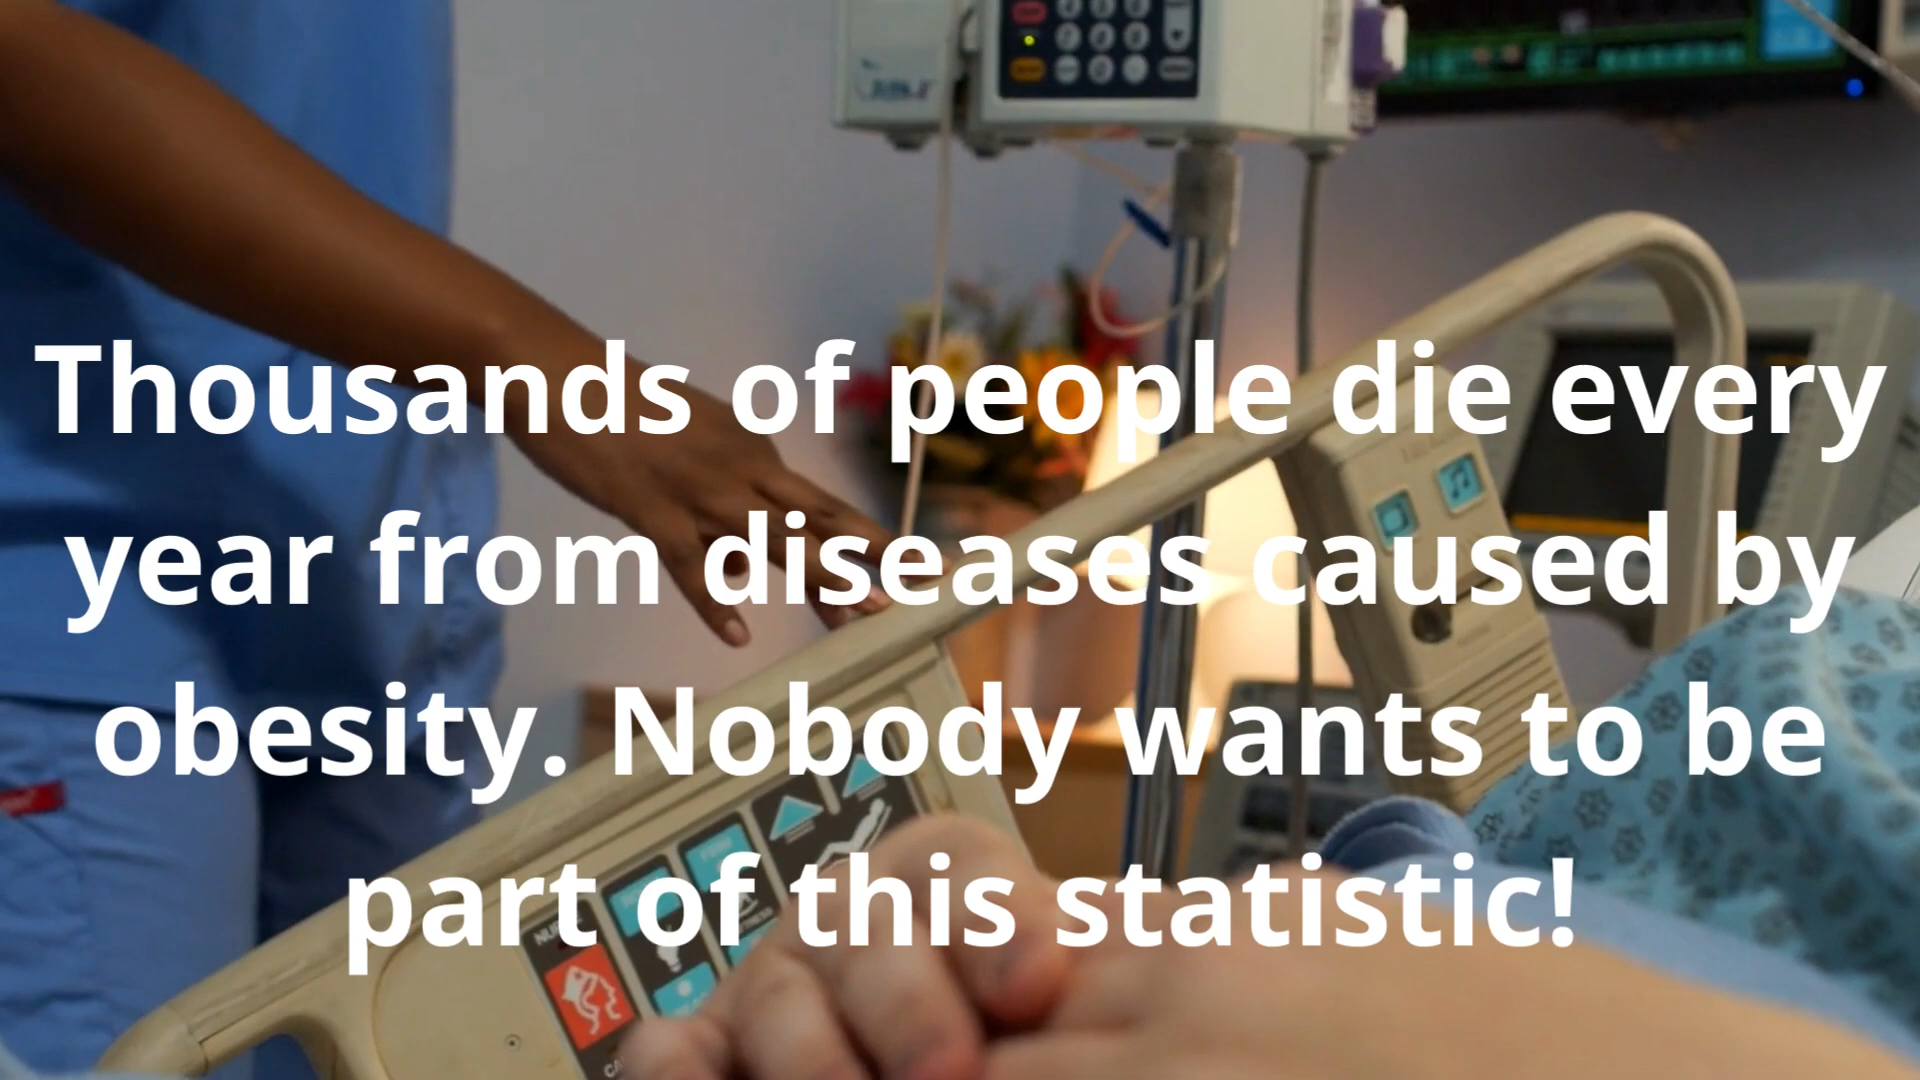 Thousands of people die every
year from diseases caused by
obesity. Nobody wants to be
part of this statistic!